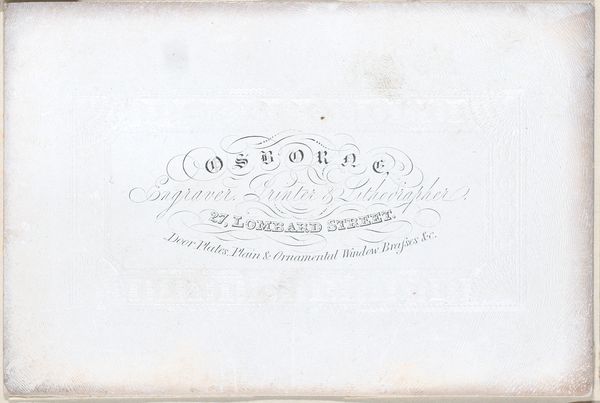 OSBORNE,
Engraver, Printer & Lithographer.
27, LOMBARD STREET.
Door Plates, Plain & Ornamental Window Brasses &c.